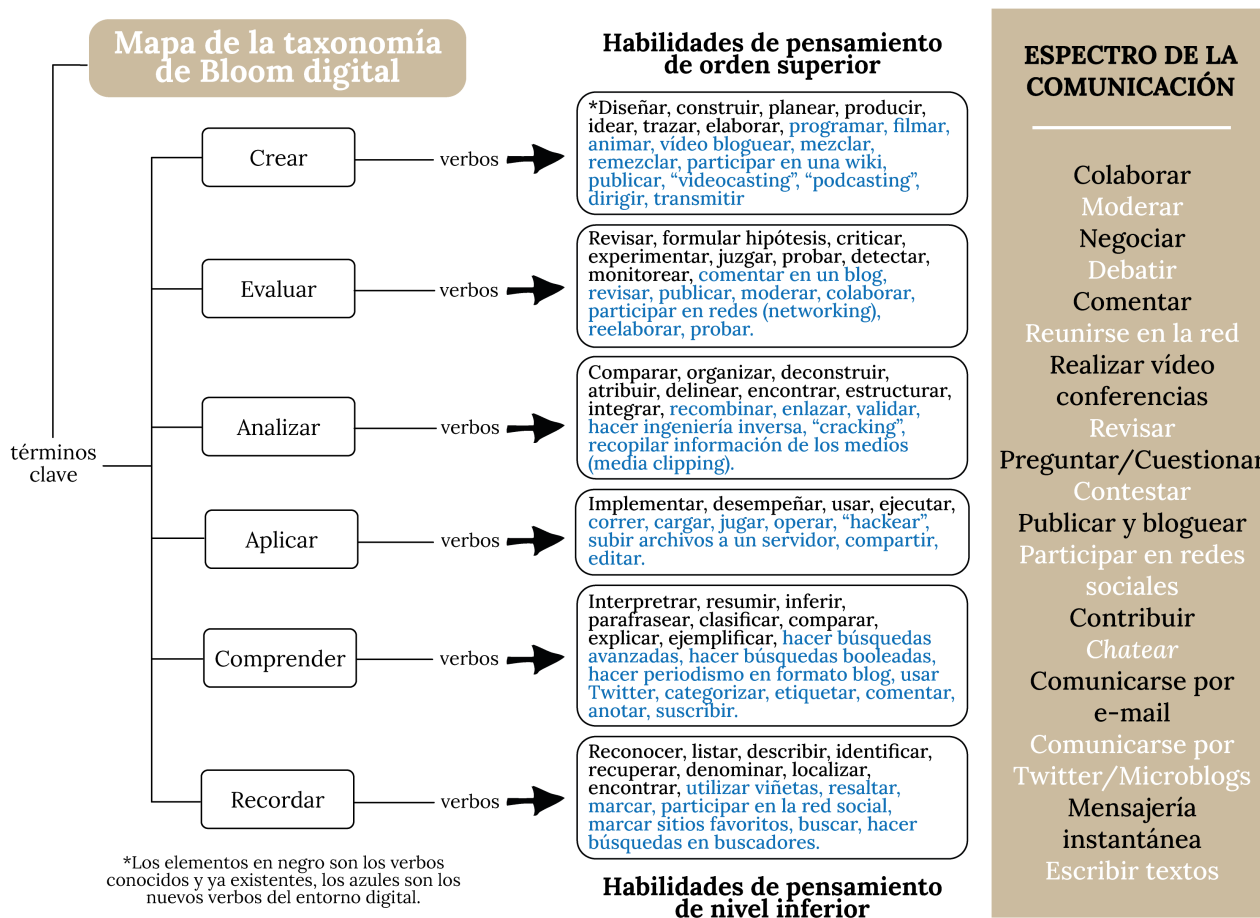 Mapa de la taxonomía
de Bloom digital
términos
clave
Habilidades de pensamiento
de orden superior
Crear
verbos
*Diseñar, construir, planear, producir,
idear, trazar, elaborar, programar, filmar,
animar, vídeo bloguear, mezclar,
remezclar, participar en una wiki,
publicar, “videocasting”, “podcasting”,
dirigir, transmitir
Evaluar
verbos
Revisar, formular hipótesis, criticar,
experimentar, juzgar, probar, detectar,
monitorear, comentar en un blog,
revisar, publicar, moderar, colaborar,
participar en redes (networking),
reelaborar, probar.
Analizar
verbos
Comparar, organizar, deconstruir,
atribuir, delinear, encontrar, estructurar,
integrar, recombinar, enlazar, validar,
hacer ingeniería inversa, “cracking”,
recopilar información de los medios
(media clipping).
Aplicar
verbos
Implementar, desempeñar, usar, ejecutar,
correr, cargar, jugar, operar, “hackear”,
subir archivos a un servidor, compartir,
editar.
Comprender
verbos
Interpretrar, resumir, inferir,
parafrasear, clasificar, comparar,
explicar, ejemplificar, hacer búsquedas
avanzadas, hacer búsquedas booleadas,
hacer periodismo en formato blog, usar
Twitter, categorizar, etiquetar, comentar,
anotar, suscribir.
Recordar
verbos
Reconocer, listar, describir, identificar,
recuperar, denominar, localizar,
encontrar, utilizar viñetas, resaltar,
marcar, participar en la red social,
marcar sitios favoritos, buscar, hacer
búsquedas en buscadores.
*Los elementos en negro son los verbos
conocidos y ya existentes, los azules son los
nuevos verbos del entorno digital.
Habilidades de pensamiento
de nivel inferior
ESPECTRO DE LA
COMUNICACIÓN
Colaborar
Moderar
Negociar
Debatir
Comentar
Reunirse en la red
Realizar vídeo
conferencias
Revisar
Preguntar/Cuestionar
Contestar
Publicar y bloguear
Participar en redes
sociales
Contribuir
Chatear
Comunicarse por
e-mail
Comunicarse por
Twitter/Microblogs
Mensajería
instantánea
Escribir textos